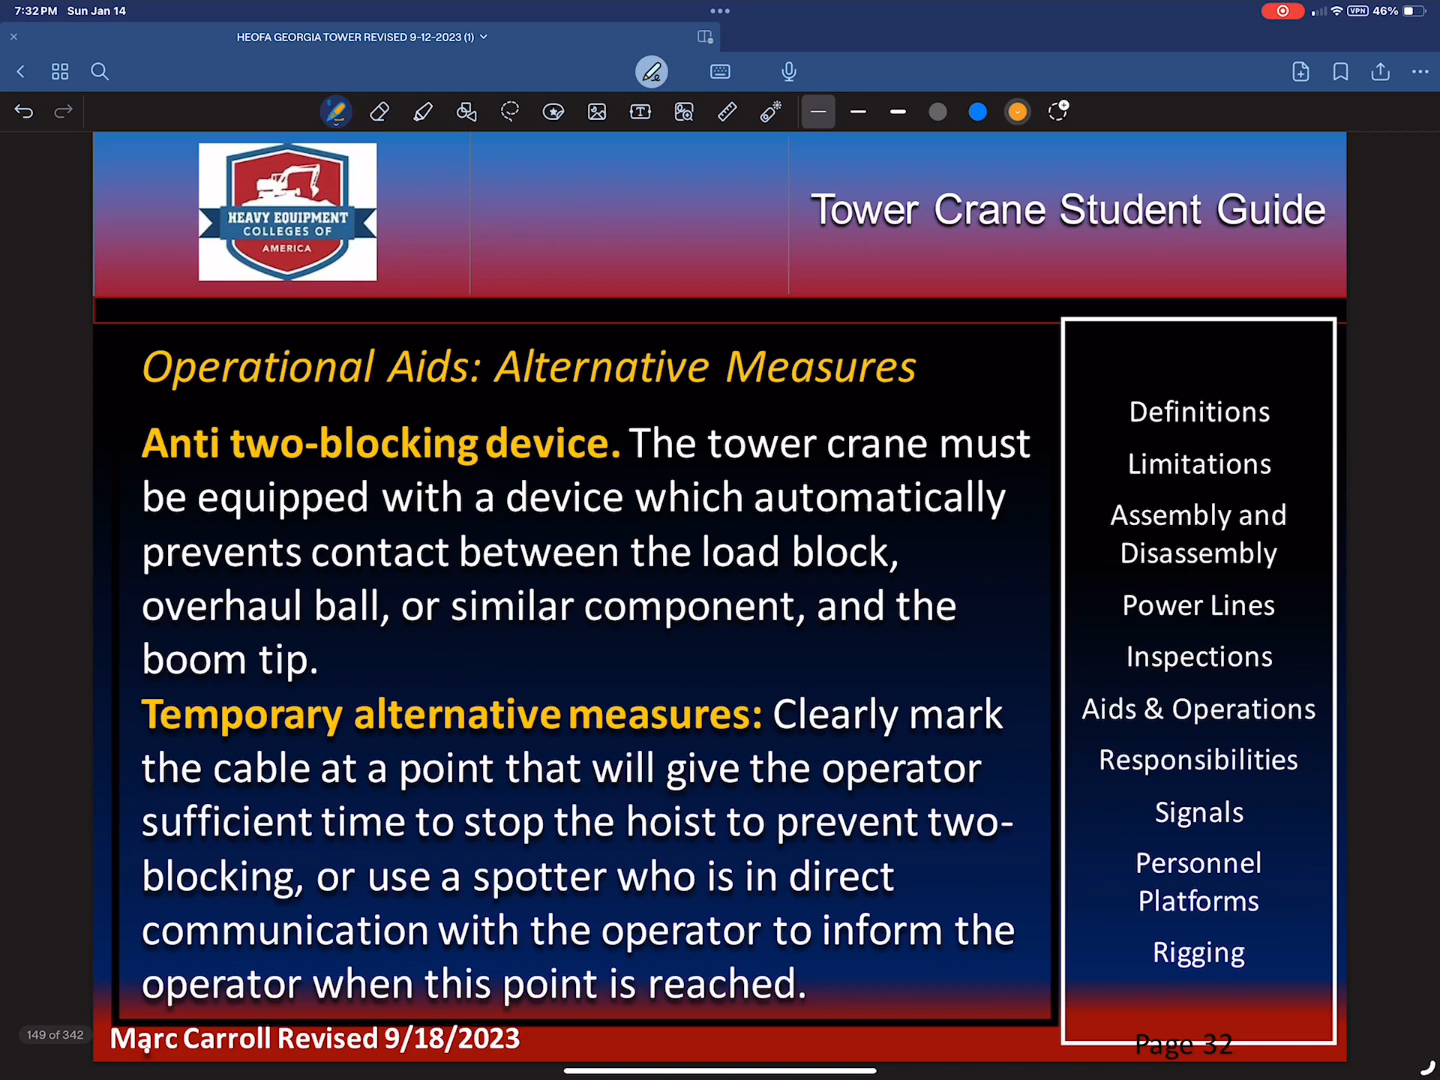 7:32 PM Sun Jan 14
VPN 46%
HEOFA GEORGIA TOWER REVISED 9-12-2023 (1)
HEAVY EQUIPMENT
COLLEGES OF
AMERICA
Tower Crane Student Guide
Operational Aids: Alternative Measures
Anti two-blocking device. The tower crane must
be equipped with a device which automatically
prevents contact between the load block,
overhaul ball, or similar component, and the
boom tip.
Temporary alternative measures: Clearly mark
the cable at a point that will give the operator
sufficient time to stop the hoist to prevent two-
blocking, or use a spotter who is in direct
communication with the operator to inform the
operator when this point is reached.
Definitions
Limitations
Assembly and
Disassembly
Power Lines
Inspections
Aids & Operations
Responsibilities
Signals
Personnel
Platforms
Rigging
149 of 342
Marc Carroll Revised 9/18/2023
Page 32